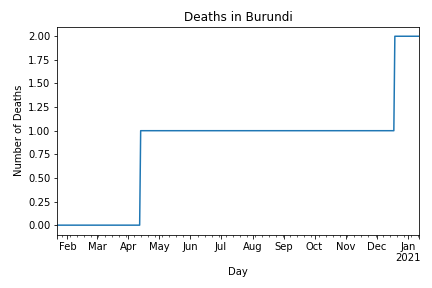 Deaths in Burundi
2.00
1.75
1.50
1.25
1.00
0.75
0.50
0.25
0.00
Number of Deaths
Feb Mar Apr May Jun Jul Aug Sep Oct Nov Dec Jan
2021
Day